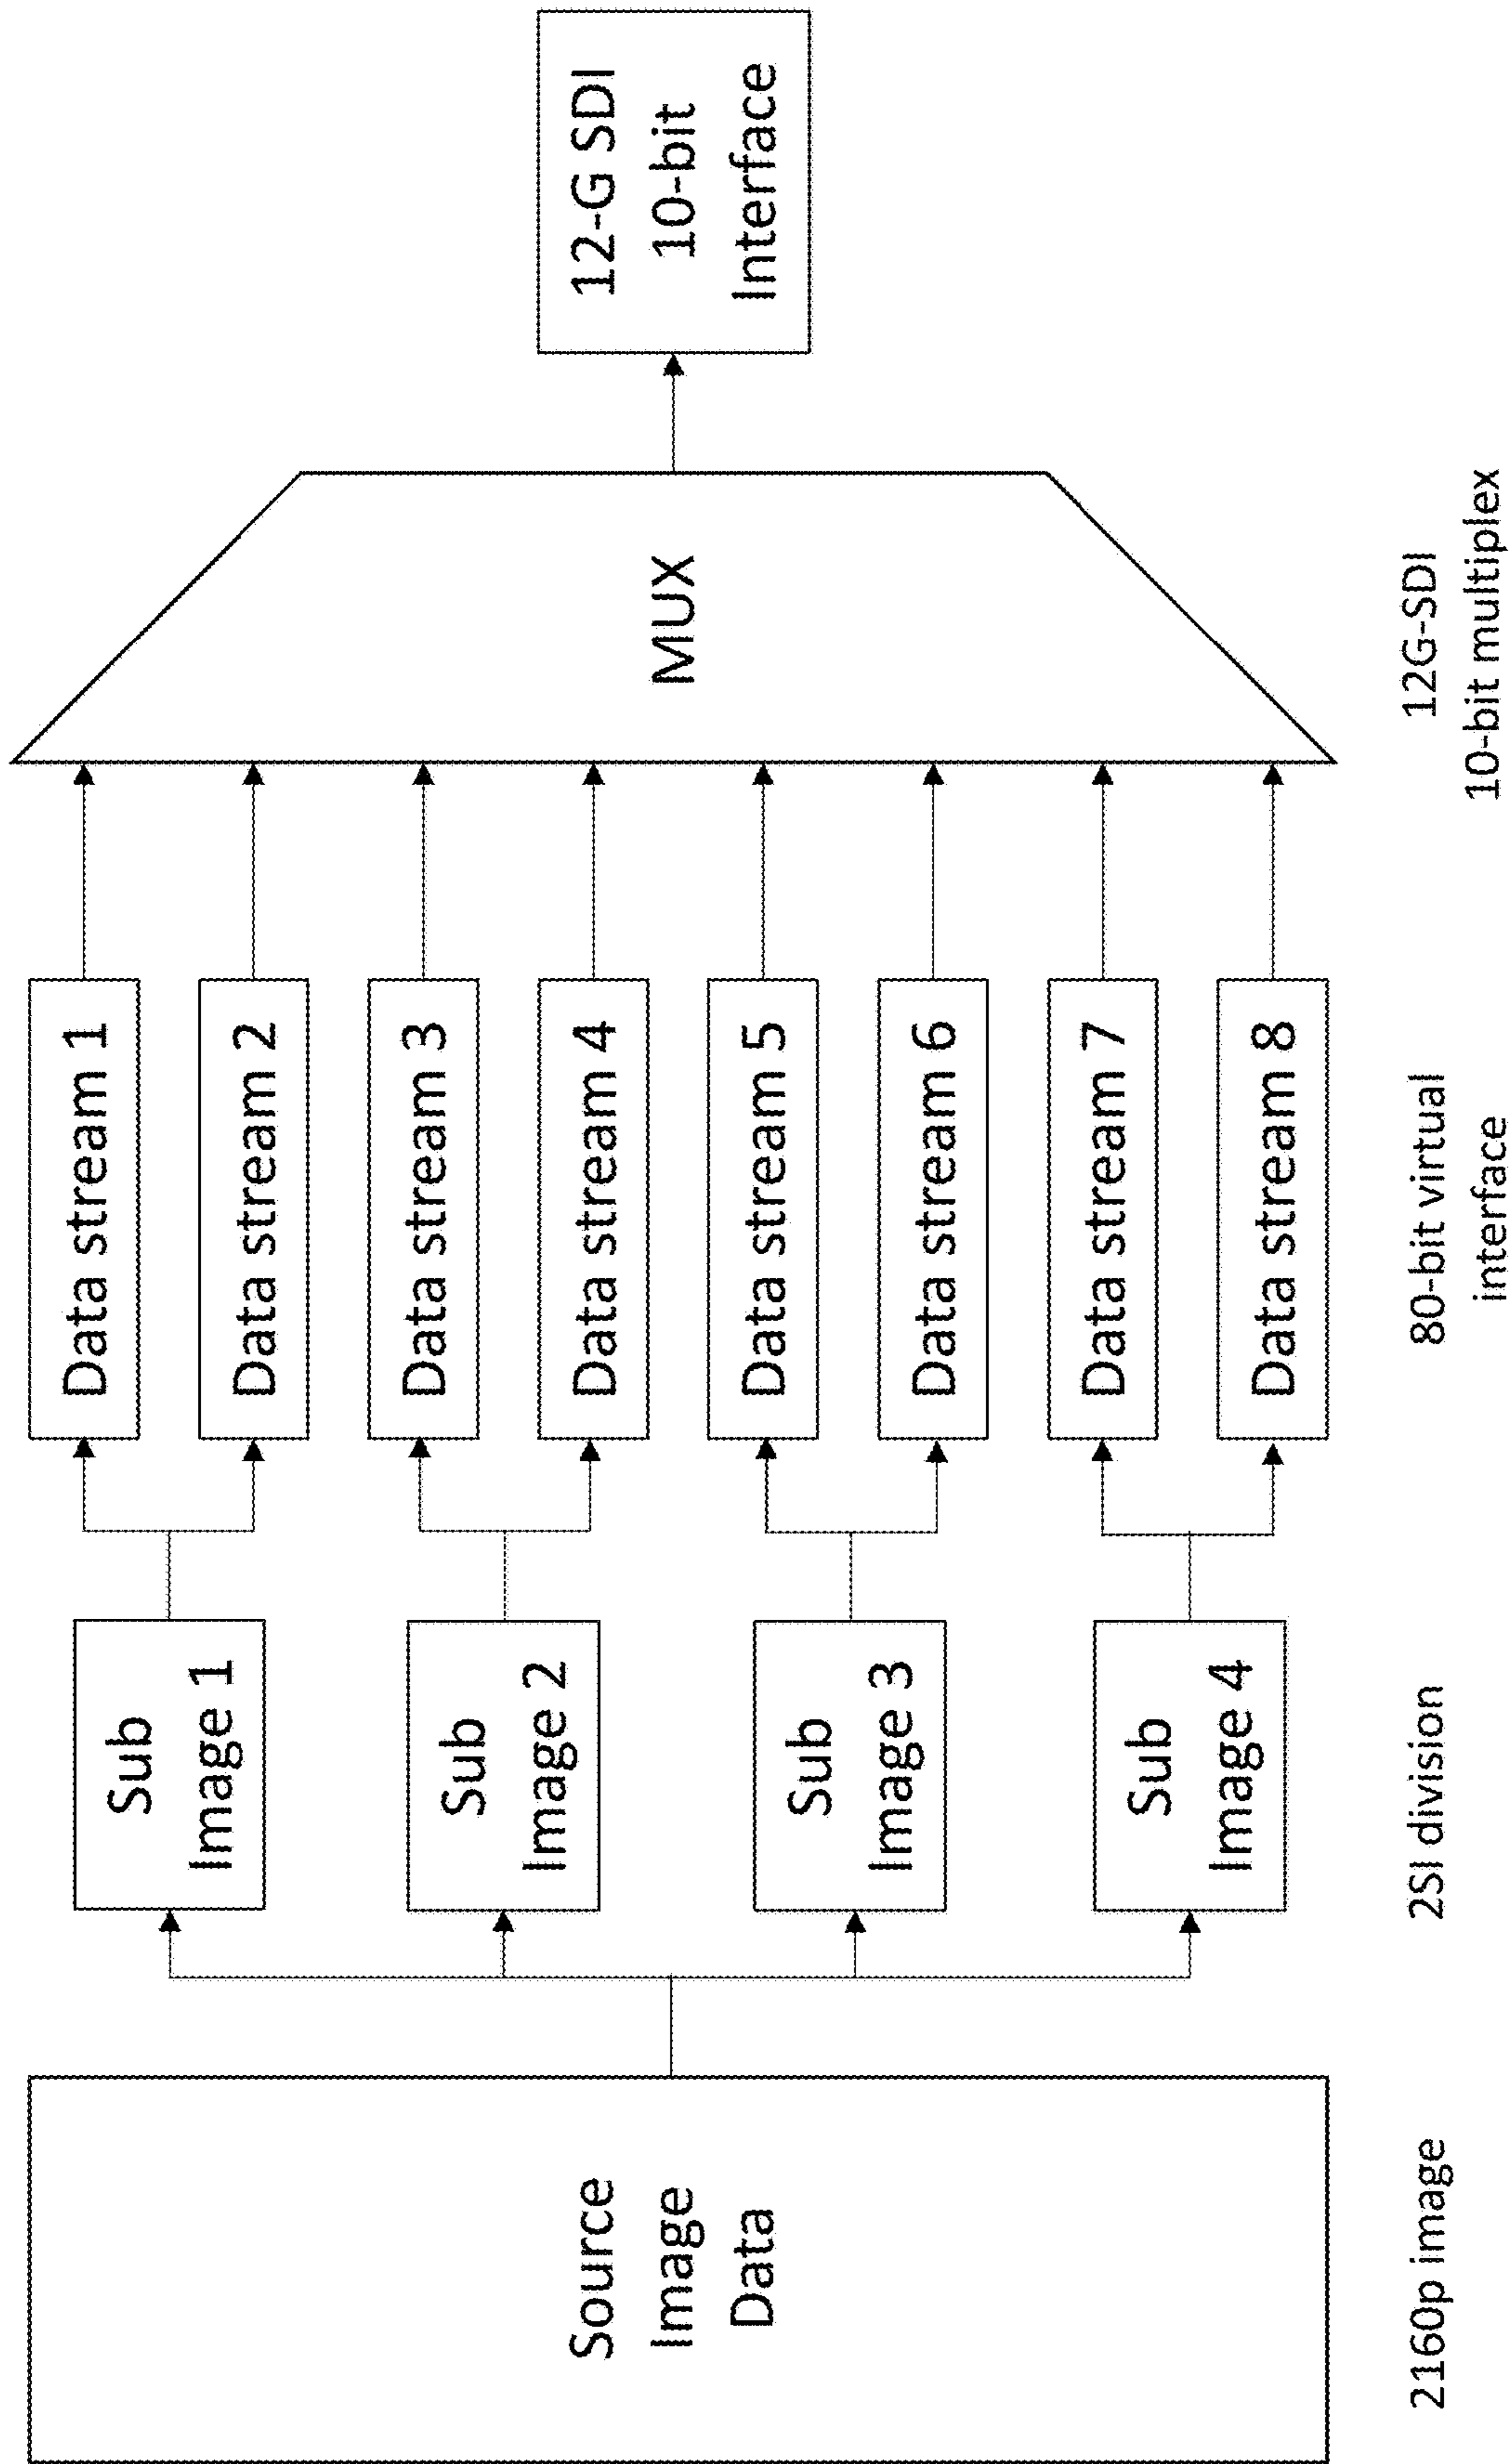 Source
Image
Data
2160p image
Sub
Image 1
Sub
Image 2
Sub
Image 3
Sub
Image 4
2SI division
Data stream 1
Data stream 2
Data stream 3
Data stream 4
Data stream 5
Data stream 6
Data stream 7
Data stream 8
80-bit virtual
interface
MUX
12G-SDI
10-bit multiplex
12-G SDI
10-bit
Interface